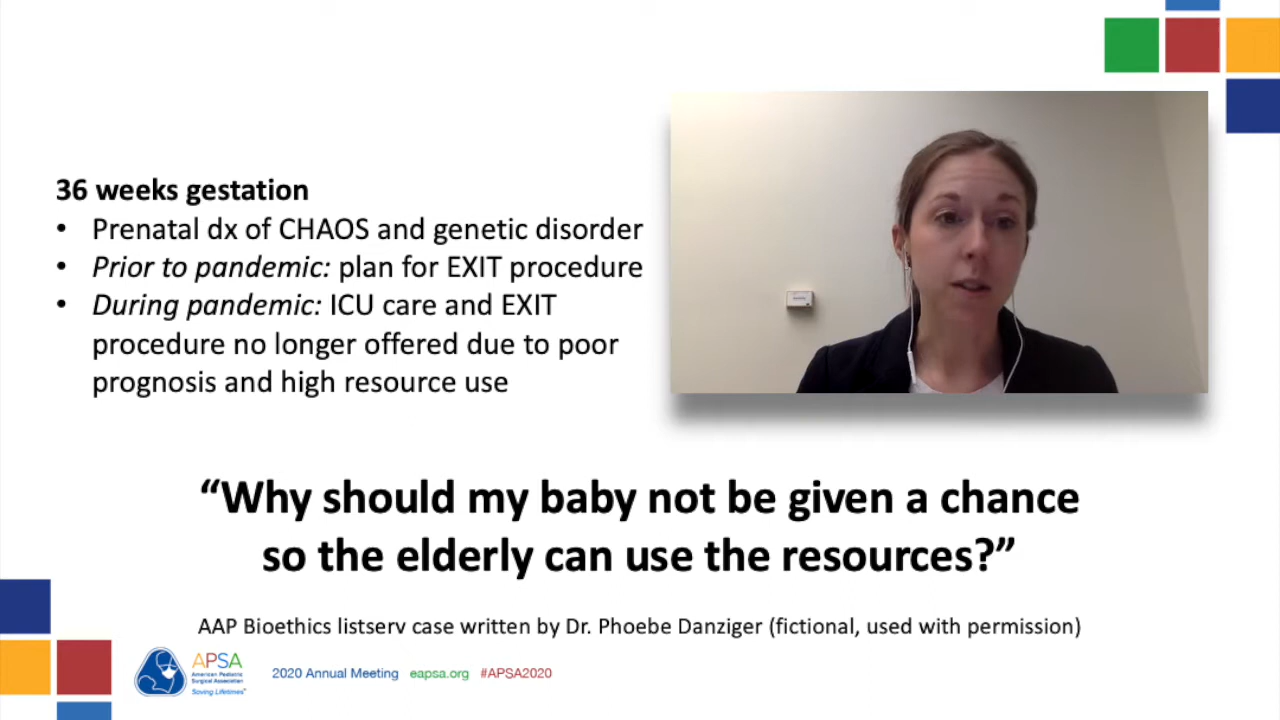 36 weeks gestation
• Prenatal dx of CHAOS and genetic disorder
• Prior to pandemic: plan for EXIT procedure
• During pandemic: ICU care and EXIT
procedure no longer offered due to poor
prognosis and high resource use
“Why should my baby not be given a chance
so the elderly can use the resources?”
AAP Bioethics listserv case written by Dr. Phoebe Danziger (fictional, used with permission)
APSA
American Pediatric
Surgical Association
Saving Lifetimes™
2020 Annual Meeting eapsa.org #APSA2020